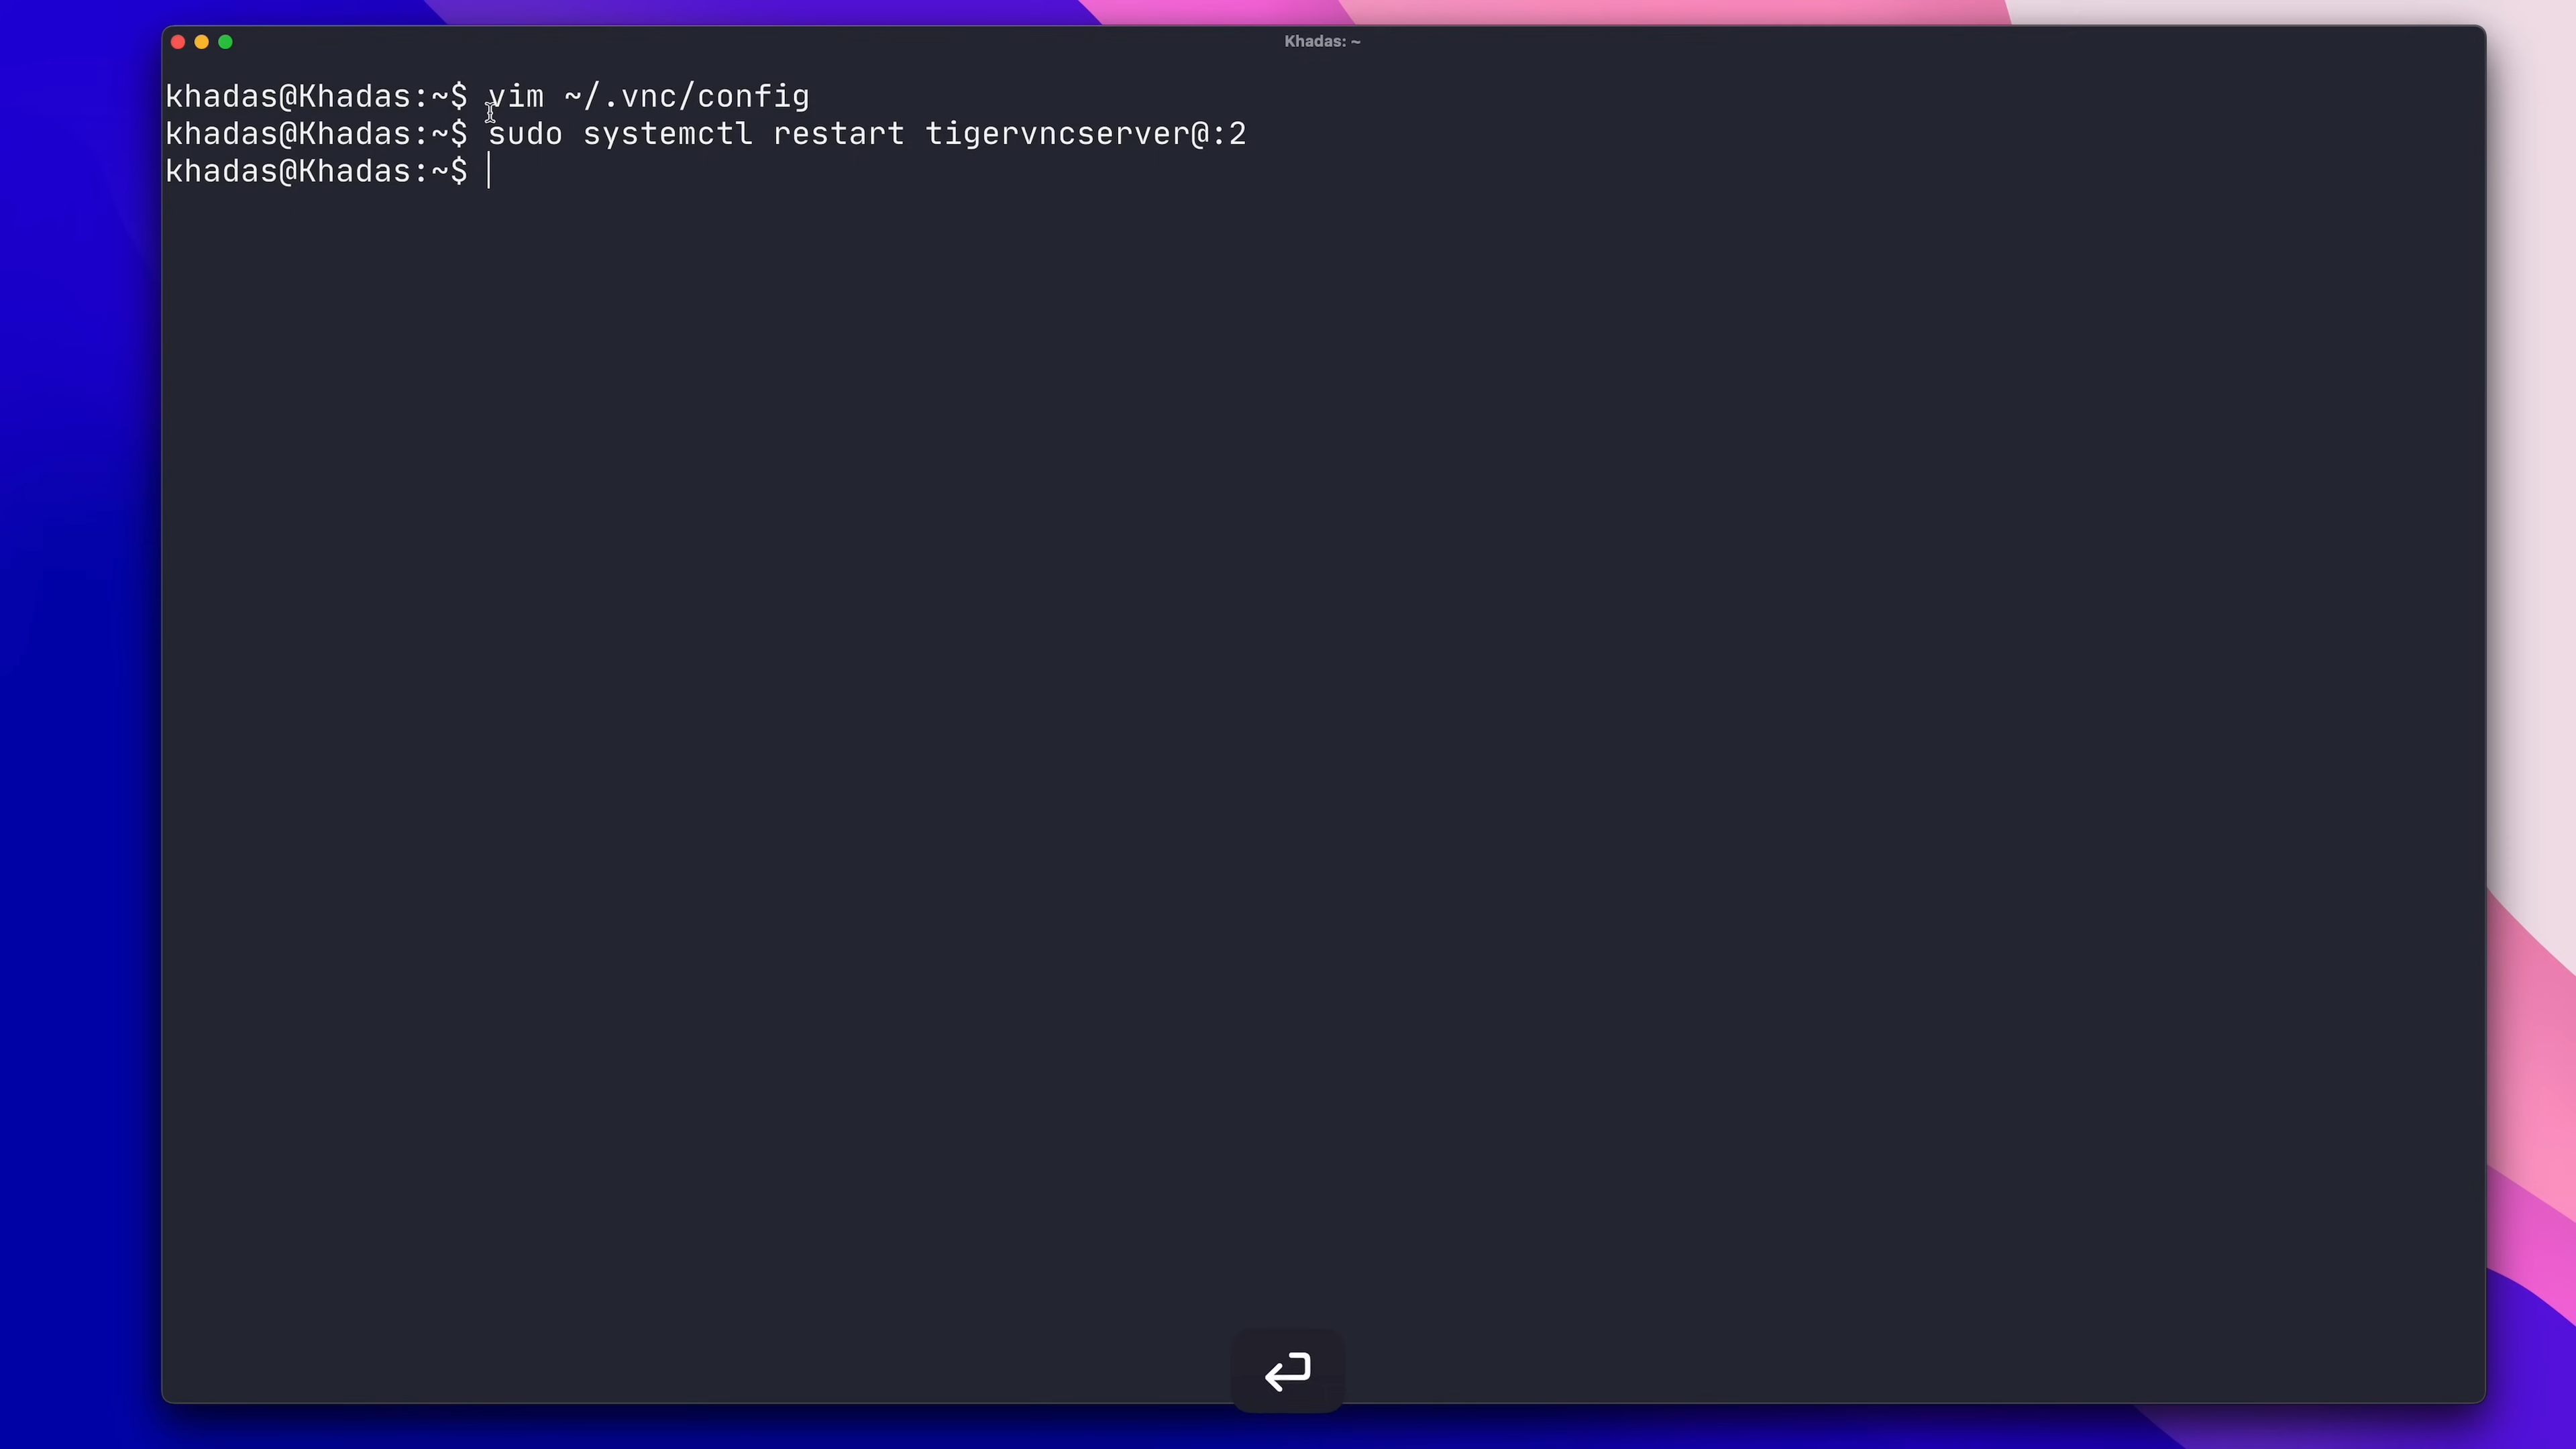 Khadas: ~
khadas@Khadas:~$ vim ~/.vnc/config
khadas@Khadas:~$ sudo systemctl restart tigervncserver@:2
khadas@Khadas:~$